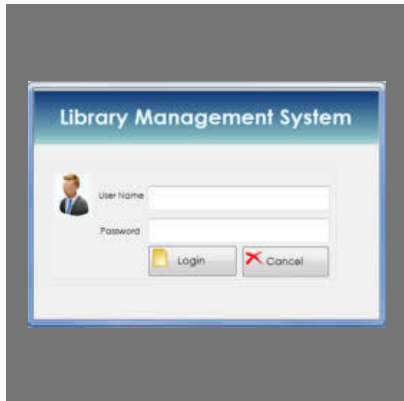 Library Management System
User Name
Password
Login
Cancel